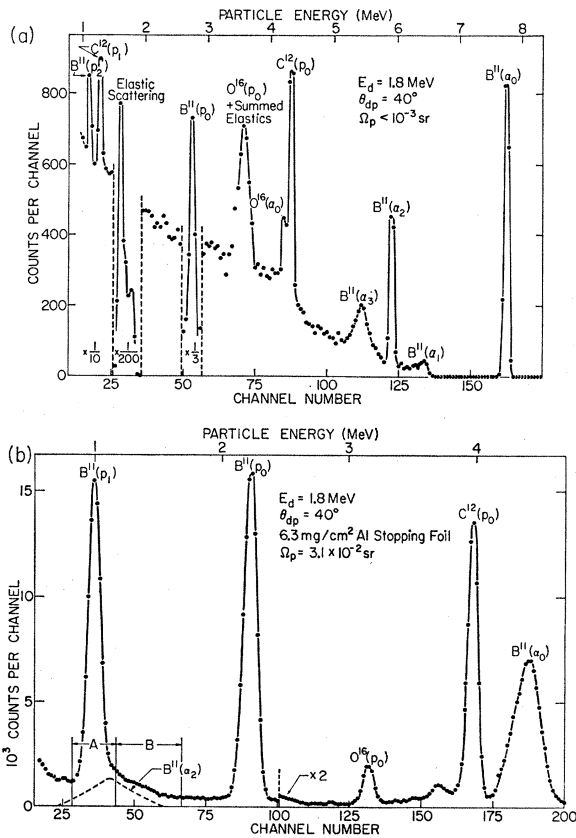 PARTICLE ENERGY (MeV)
(a)
1 2 3 4 5 6 7 8
C¹²(p₁)
B¹¹(p₂)
Elastic
Scattering
B¹¹(p₀)
O¹⁶(p₀)
+Summed
Elastics
C¹²(p₀)
E_d = 1.8 MeV
θ_dp = 40°
Ω_p < 10⁻³ sr
B¹¹(α₀)
O¹⁶(α₀)
B¹¹(α₂)
B¹¹(α₃)
B¹¹(α₁)
COUNTS PER CHANNEL
800
600
400
200
0
×1/10 ×1/200 ×1/3
25 50 75 100 125 150
CHANNEL NUMBER
PARTICLE ENERGY (MeV)
(b)
1 2 3 4
B¹¹(p₁)
B¹¹(p₀)
E_d = 1.8 MeV
θ_dp = 40°
6.3 mg/cm² Al Stopping Foil
Ω_p = 3.1 × 10⁻² sr
C¹²(p₀)
B¹¹(α₀)
A B
B¹¹(α₂)
×2
O¹⁶(p₀)
10³ COUNTS PER CHANNEL
15
10
5
0
25 50 75 100 125 150 175 200
CHANNEL NUMBER